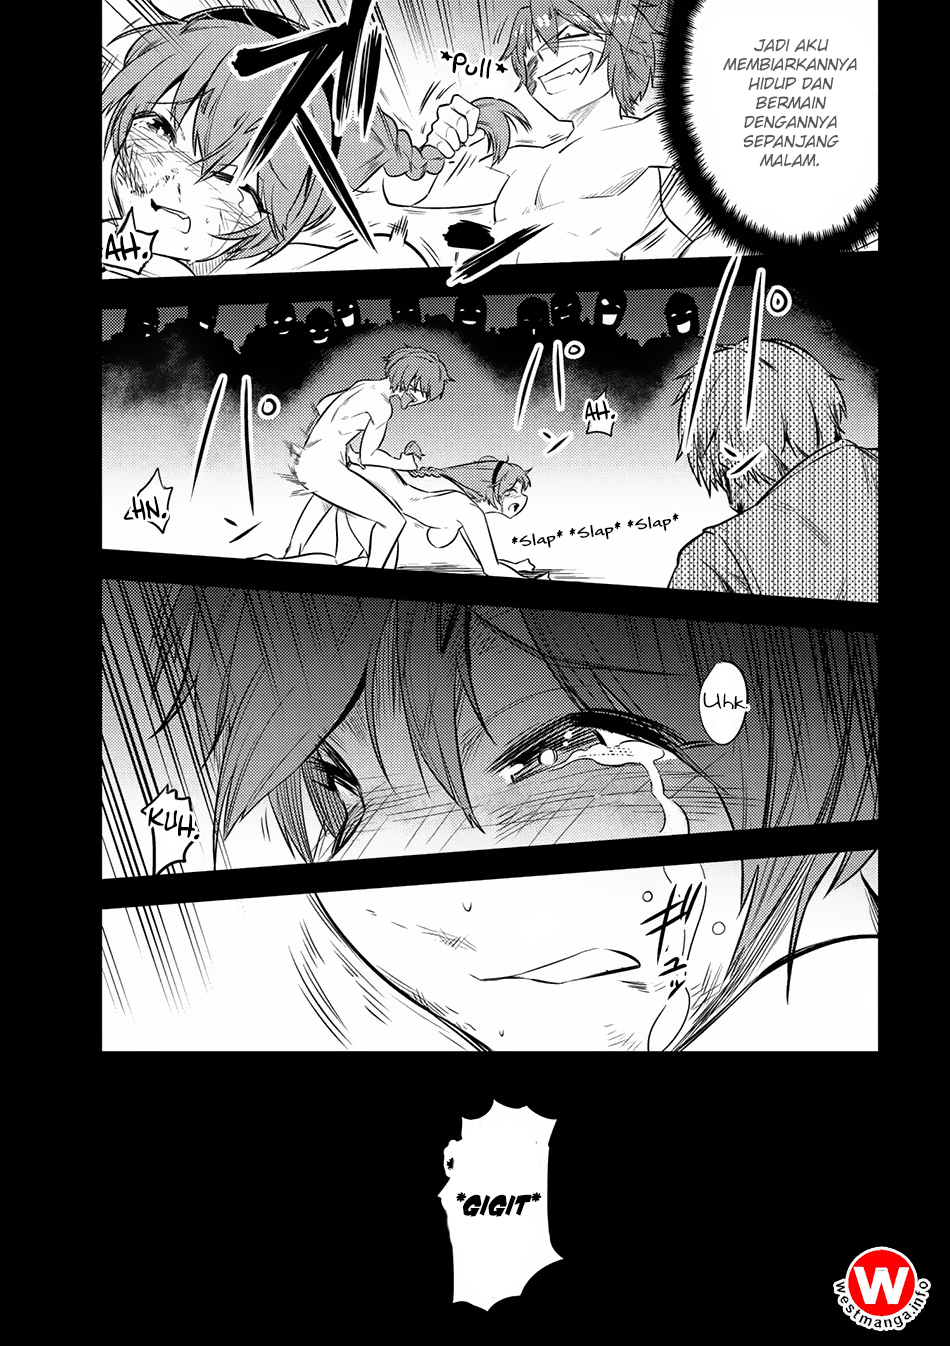 *Pull*
JADI AKU
MEMBIARKANNYA
HIDUP DAN
BERMAIN
DENGANNYA
SEPANJANG
MALAM.
AH.
AH.
HN.
*Slap* *Slap* *Slap*
Uhk.
KUH.
*GIGIT*
W
westmanga.info